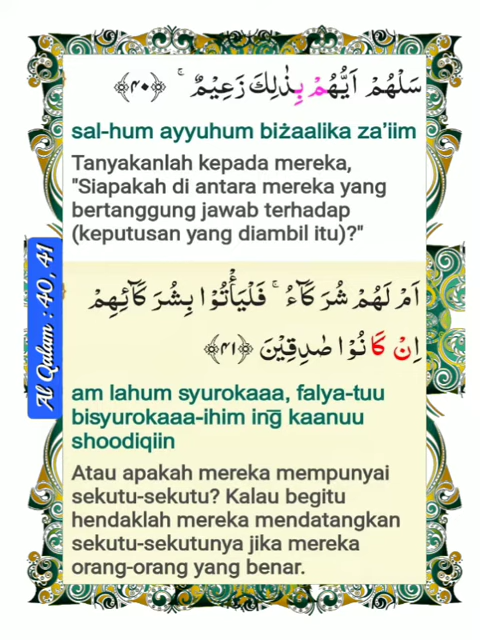 سَلْهُمْ اَيُّهُمْ بِذٰلِكَ زَعِيْمٌ ۚ ﴿٤٠﴾
sal-hum ayyuhum biżaalika za'iim
Tanyakanlah kepada mereka,
"Siapakah di antara mereka yang
bertanggung jawab terhadap
(keputusan yang diambil itu)?"
Al Qalam : 40, 41
اَمْ لَهُمْ شُرَكَاۤءُ ۚ فَلْيَأْتُوْا بِشُرَكَاۤئِهِمْ
اِنْ كَانُوْا صٰدِقِيْنَ ﴿٤١﴾
am lahum syurokaaa, falya-tuu
bisyurokaaa-ihim ing̅ kaanuu
shoodiqiin
Atau apakah mereka mempunyai
sekutu-sekutu? Kalau begitu
hendaklah mereka mendatangkan
sekutu-sekutunya jika mereka
orang-orang yang benar.